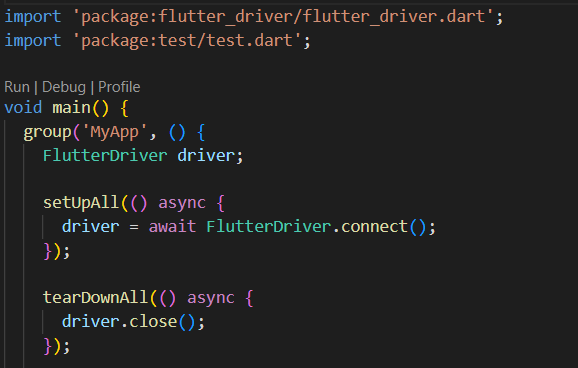 import 'package:flutter_driver/flutter_driver.dart';
import 'package:test/test.dart';
Run | Debug | Profile
void main() {
group('MyApp', () {
FlutterDriver driver;
setUpAll(() async {
driver = await FlutterDriver.connect();
});
tearDownAll(() async {
driver.close();
});